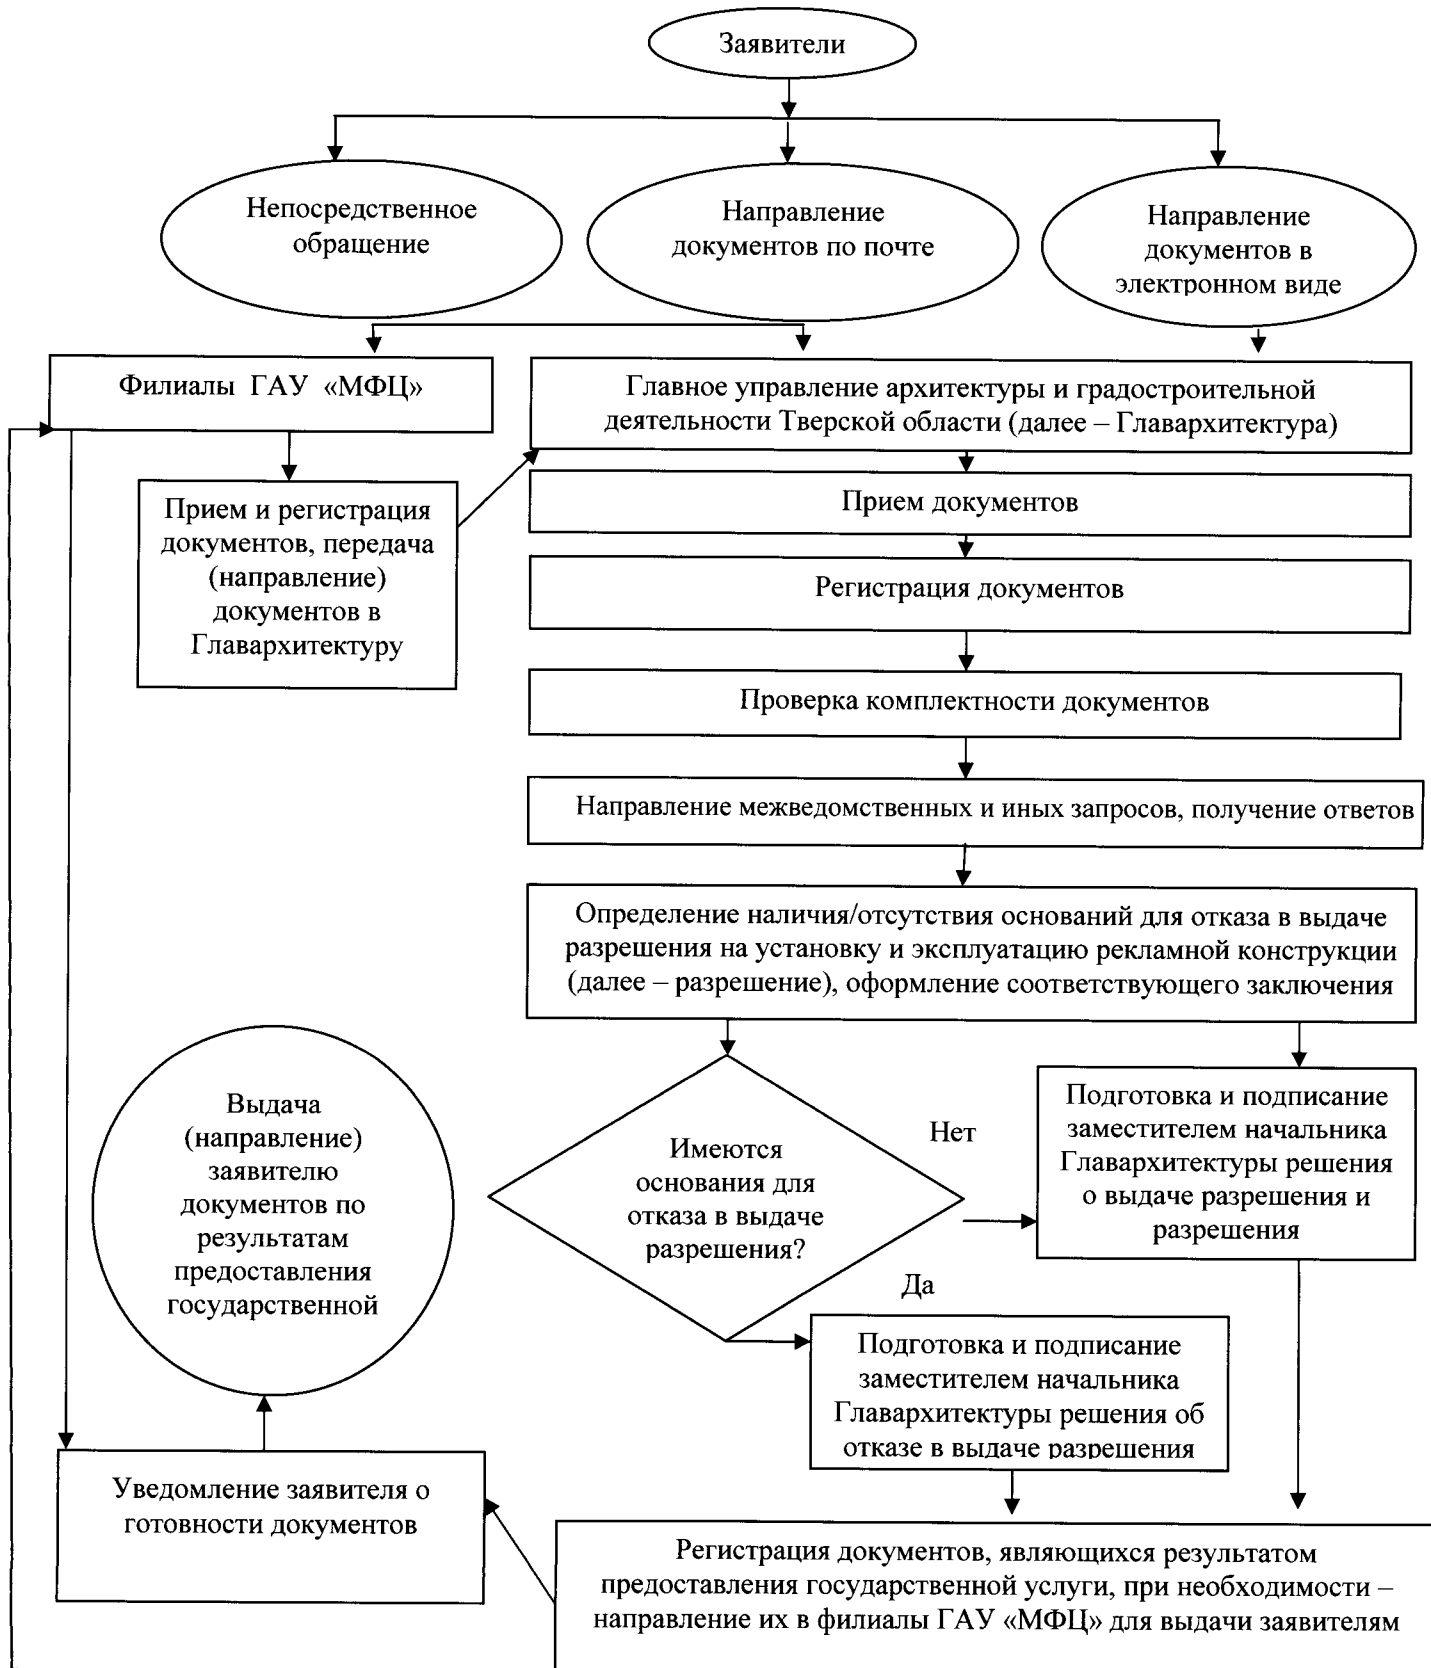 Заявители
Непосредственное
обращение
Направление
документов по почте
Направление
документов в
электронном виде
Филиалы ГАУ «МФЦ»
Главное управление архитектуры и градостроительной
деятельности Тверской области (далее – Главархитектура)
Прием и регистрация
документов, передача
(направление)
документов в
Главархитектуру
Прием документов
Регистрация документов
Проверка комплектности документов
Направление межведомственных и иных запросов, получение ответов
Определение наличия/отсутствия оснований для отказа в выдаче
разрешения на установку и эксплуатацию рекламной конструкции
(далее – разрешение), оформление соответствующего заключения
Имеются
основания для
отказа в выдаче
разрешения?
Нет
Подготовка и подписание
заместителем начальника
Главархитектуры решения
о выдаче разрешения и
разрешения
Да
Подготовка и подписание
заместителем начальника
Главархитектуры решения об
отказе в выдаче разрешения
Выдача
(направление)
заявителю
документов по
результатам
предоставления
государственной
Уведомление заявителя о
готовности документов
Регистрация документов, являющихся результатом
предоставления государственной услуги, при необходимости –
направление их в филиалы ГАУ «МФЦ» для выдачи заявителям